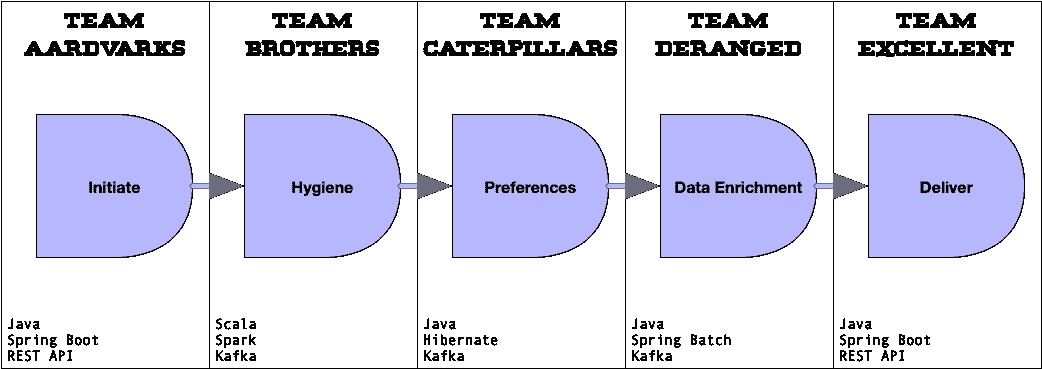 TEAM
AARDVARKS
TEAM
BROTHERS
TEAM
CATERPILLARS
TEAM
DERANGED
TEAM
EXCELLENT
Initiate
Hygiene
Preferences
Data Enrichment
Deliver
Java
Spring Boot
REST API
Scala
Spark
Kafka
Java
Hibernate
Kafka
Java
Spring Batch
Kafka
Java
Spring Boot
REST API